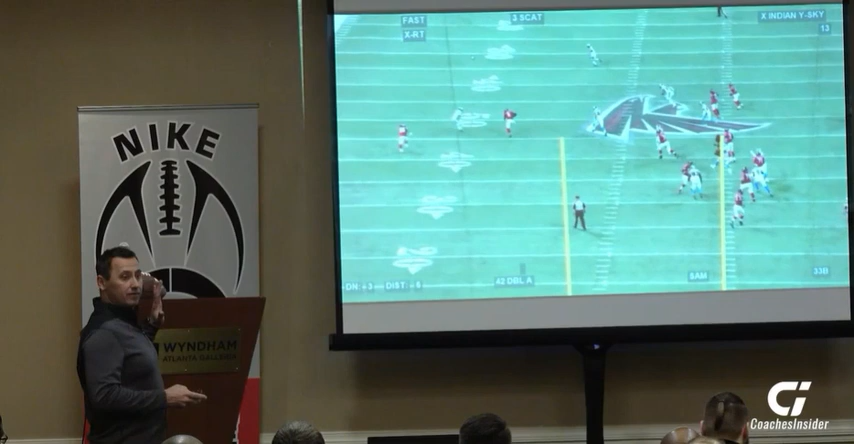 FAST
3 SCAT
X INDIAN Y-SKY
X-RT
13
NIKE
DN: +3 DIST: +5
42 DBL A
SAM
33B
WYNDHAM
ATLANTA GALLERIA
CoachesInsider